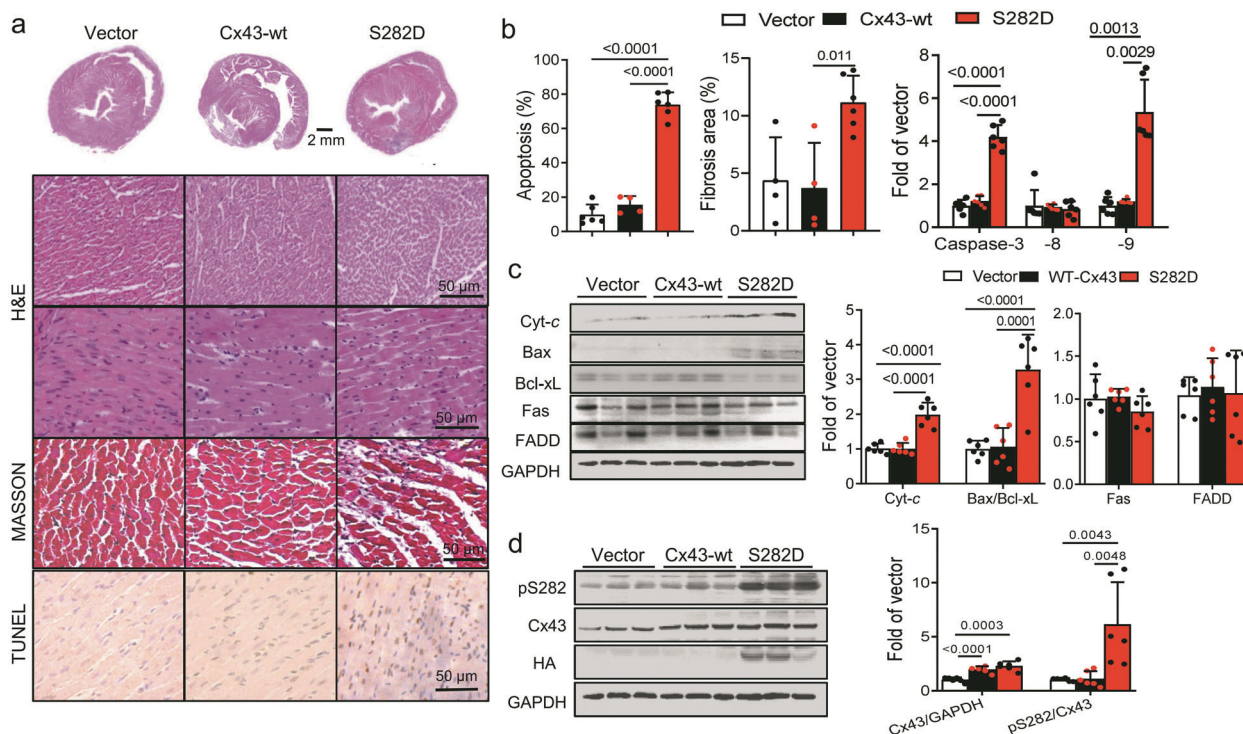 a
Vector Cx43-wt S282D
2 mm
H&E
50 µm
50 µm
MASSON
50 µm
TUNEL
50 µm
b
Vector Cx43-wt S282D
Apoptosis (%)
100
80
60
40
20
0
<0.0001
<0.0001
Fibrosis area (%)
15
10
5
0
0.011
Fold of vector
12
8
4
0
<0.0001
<0.0001
0.0013
0.0029
Caspase-3 -8 -9
c
Vector Cx43-wt S282D
Cyt-c
Bax
Bcl-xL
Fas
FADD
GAPDH
Vector WT-Cx43 S282D
Fold of vector
5
4
2
1
0
<0.0001
<0.0001
<0.0001
0.0001
Cyt-c Bax/Bcl-xL
2.0
1.5
1.0
0.5
0.0
Fas FADD
d
Vector Cx43-wt S282D
pS282
Cx43
HA
GAPDH
Fold of vector
15
10
5
0
<0.0001
0.0003
0.0043
0.0048
Cx43/GAPDH
pS282/Cx43